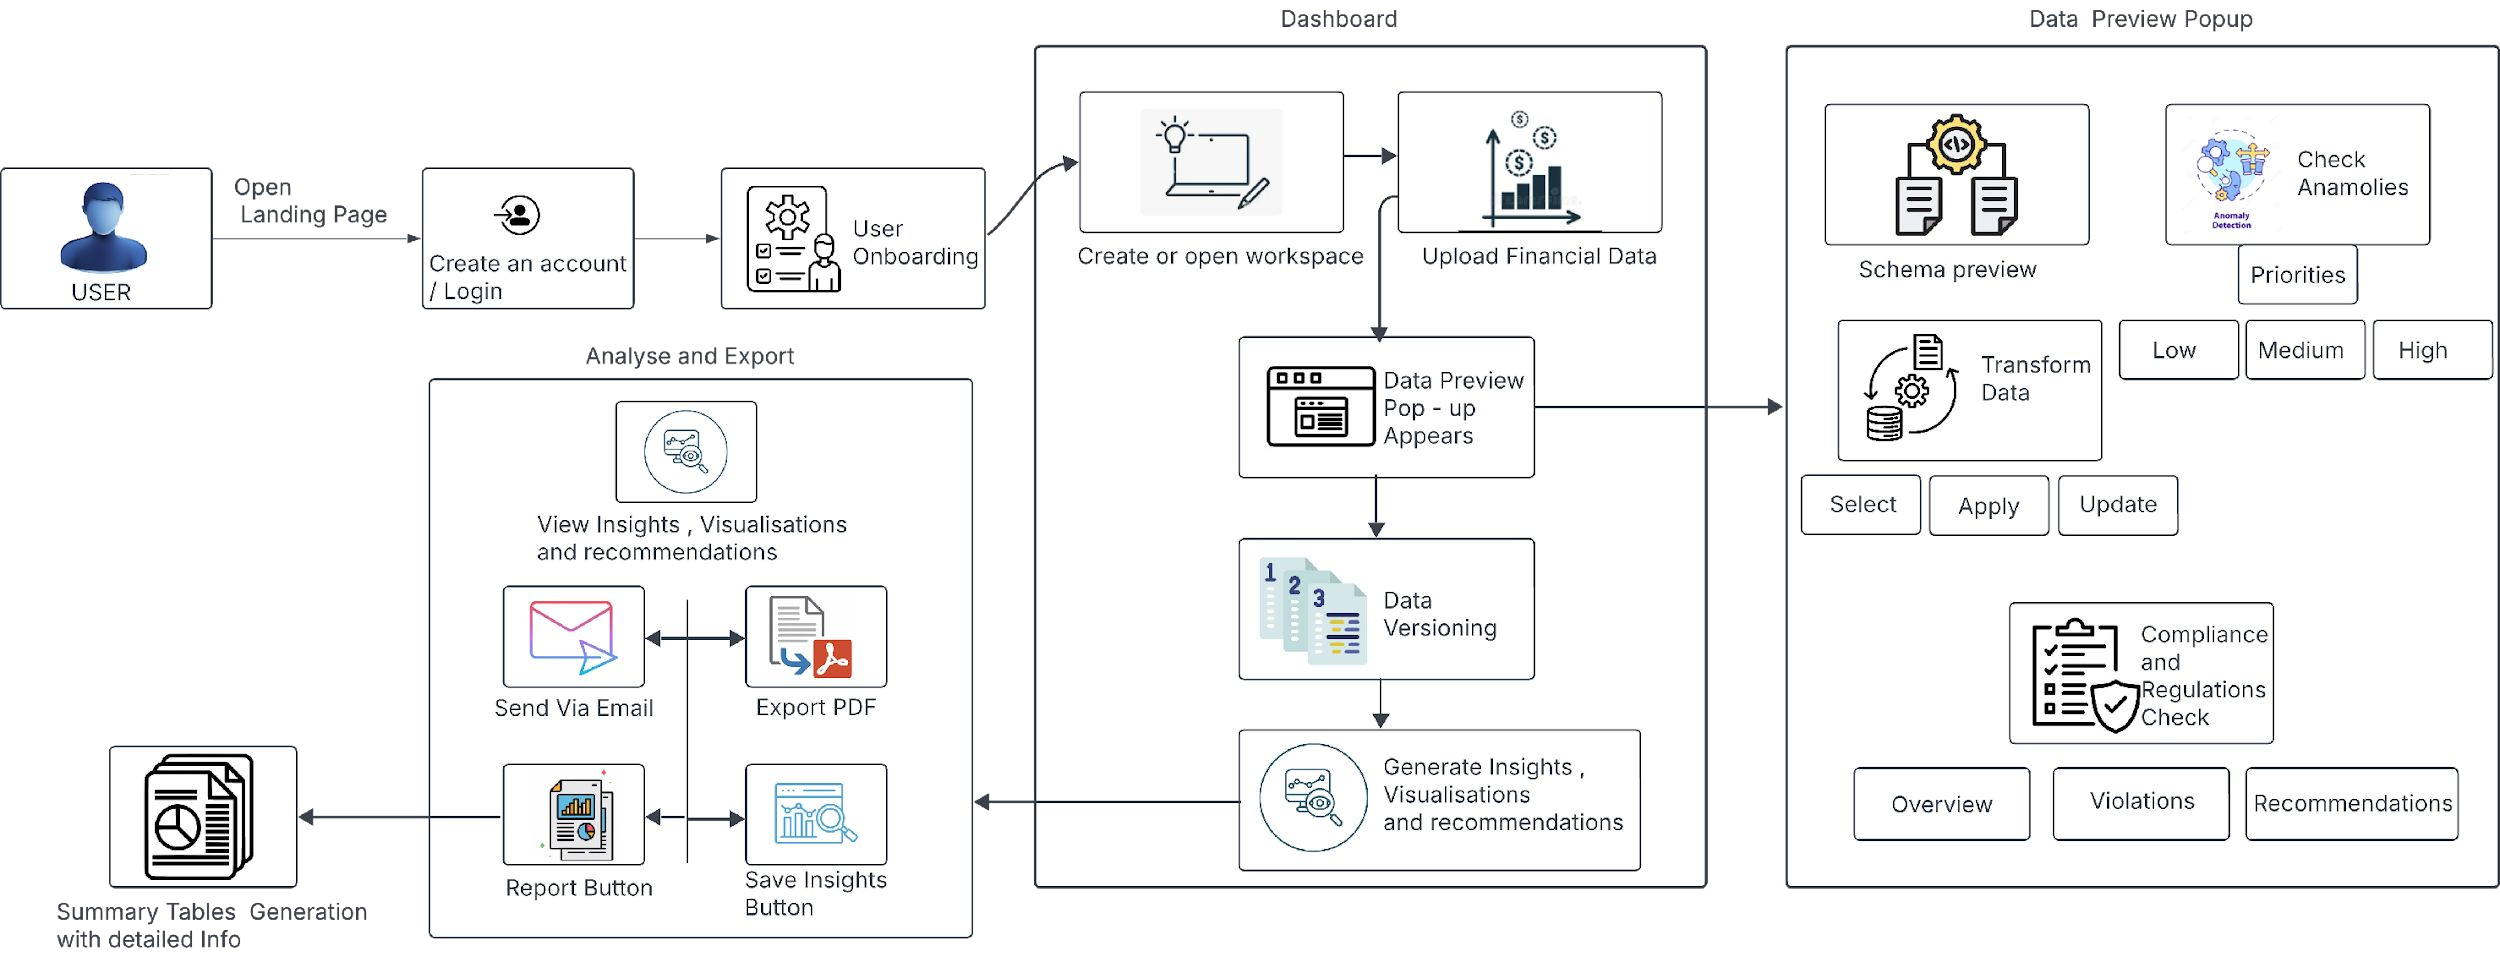 Dashboard
Data Preview Popup
Open
Landing Page
USER
Create an account
/ Login
User
Onboarding
Create or open workspace
$
$
$
Upload Financial Data
Data Preview
Pop - up
Appears
1
2
3
Data
Versioning
Generate Insights ,
Visualisations
and recommendations
Schema preview
Check
Anamolies
Anomaly
Detection
Priorities
Low
Medium
High
Transform
Data
Select
Apply
Update
Compliance
and
Regulations
Check
Overview
Violations
Recommendations
Analyse and Export
View Insights , Visualisations
and recommendations
Send Via Email
Export PDF
Report Button
Save Insights
Button
Summary Tables Generation
with detailed Info